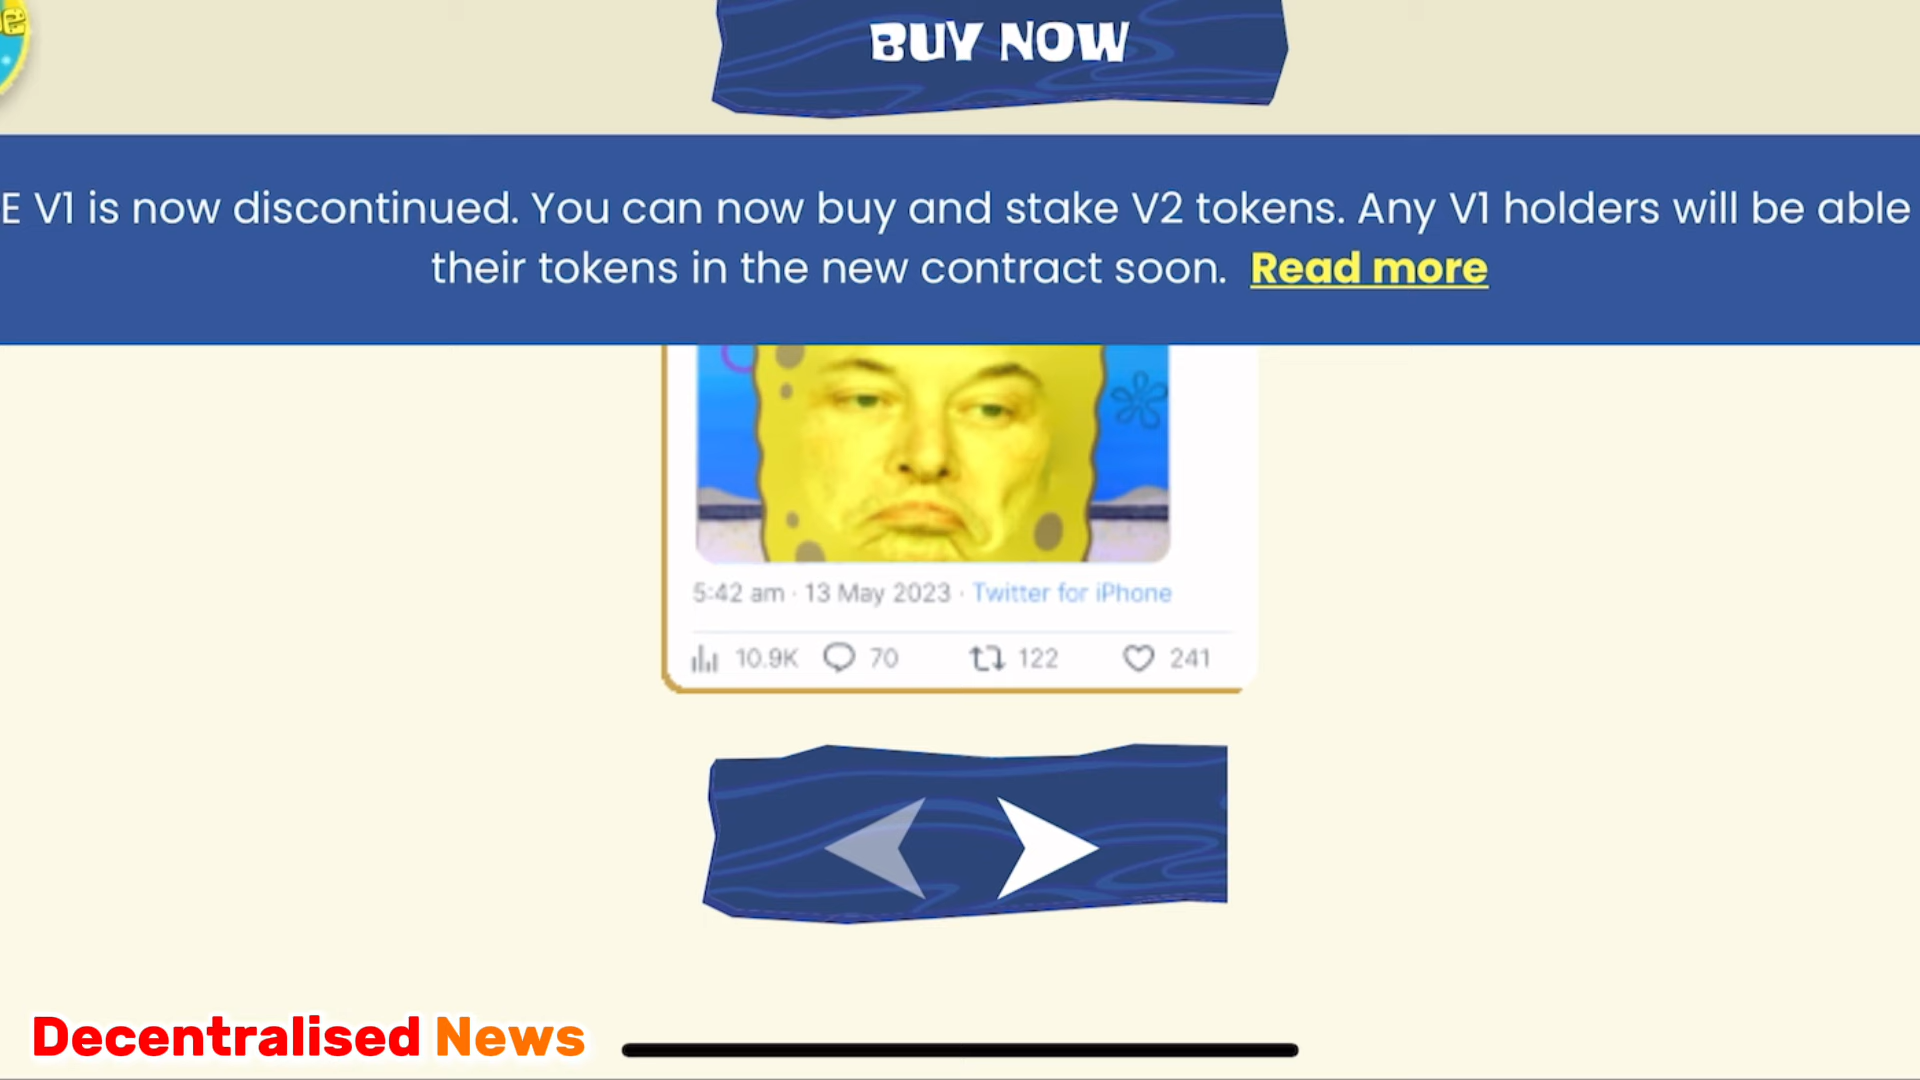 BUY NOW
E V1 is now discontinued. You can now buy and stake V2 tokens. Any V1 holders will be able
their tokens in the new contract soon. Read more
5:42 am · 13 May 2023 · Twitter for iPhone
10.9K 70 122 241
Decentralised News